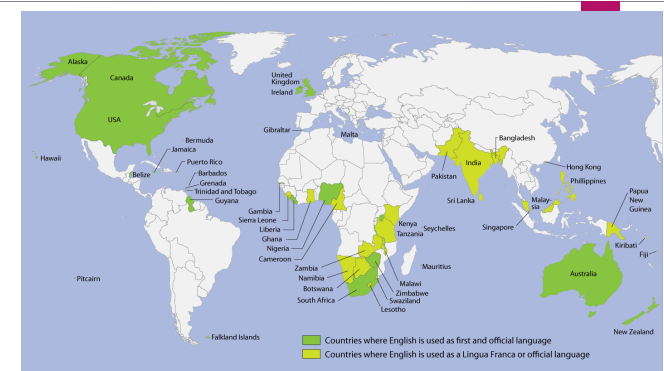 Alaska
Canada
USA
Hawaii
Bermuda
Jamaica
Puerto Rico
Belize
Barbados
Grenada
Trinidad and Tobago
Guyana
Pitcairn
Falkland Islands
United
Kingdom
Ireland
Gibraltar
Malta
Gambia
Sierra Leone
Liberia
Ghana
Nigeria
Cameroon
Zambia
Namibia
Botswana
South Africa
Kenya
Tanzania
Seychelles
Mauritius
Malawi
Zimbabwe
Swaziland
Lesotho
Pakistan
India
Bangladesh
Sri Lanka
Hong Kong
Phillippines
Malay-
sia
Singapore
Papua
New
Guinea
Kiribati
Fiji
Australia
New Zealand
Countries where English is used as first and official language
Countries where English is used as a Lingua Franca or official language